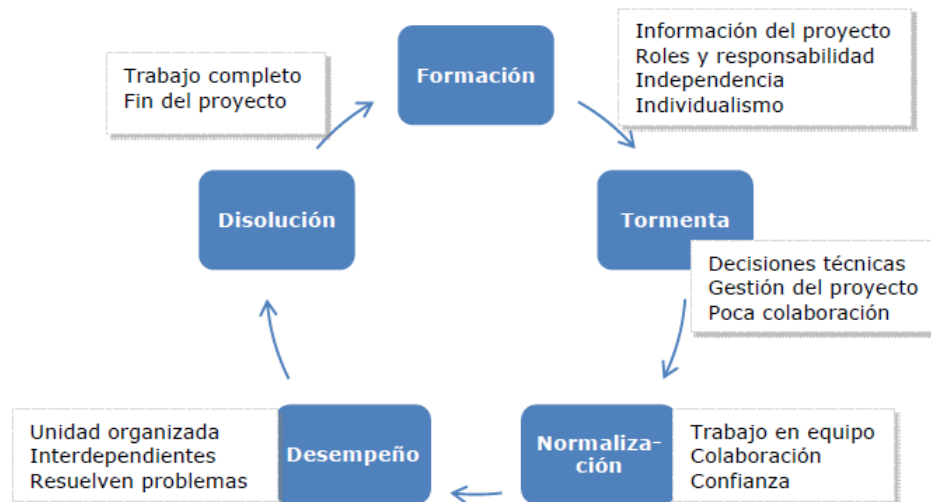 Formación
Información del proyecto
Roles y responsabilidad
Independencia
Individualismo
Tormenta
Decisiones técnicas
Gestión del proyecto
Poca colaboración
Normaliza-
ción
Trabajo en equipo
Colaboración
Confianza
Desempeño
Unidad organizada
Interdependientes
Resuelven problemas
Disolución
Trabajo completo
Fin del proyecto